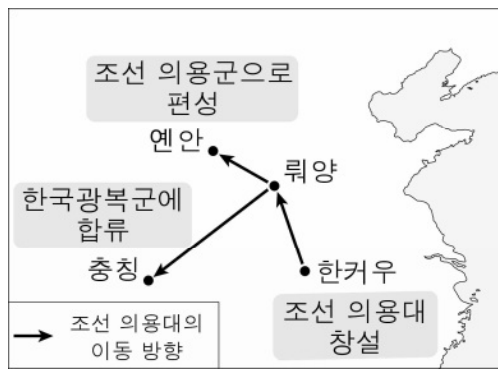 조선 의용군으로
편성
옌안
뤄양
한국광복군에
합류
충칭
한커우
조선 의용대
창설
조선 의용대의
이동 방향